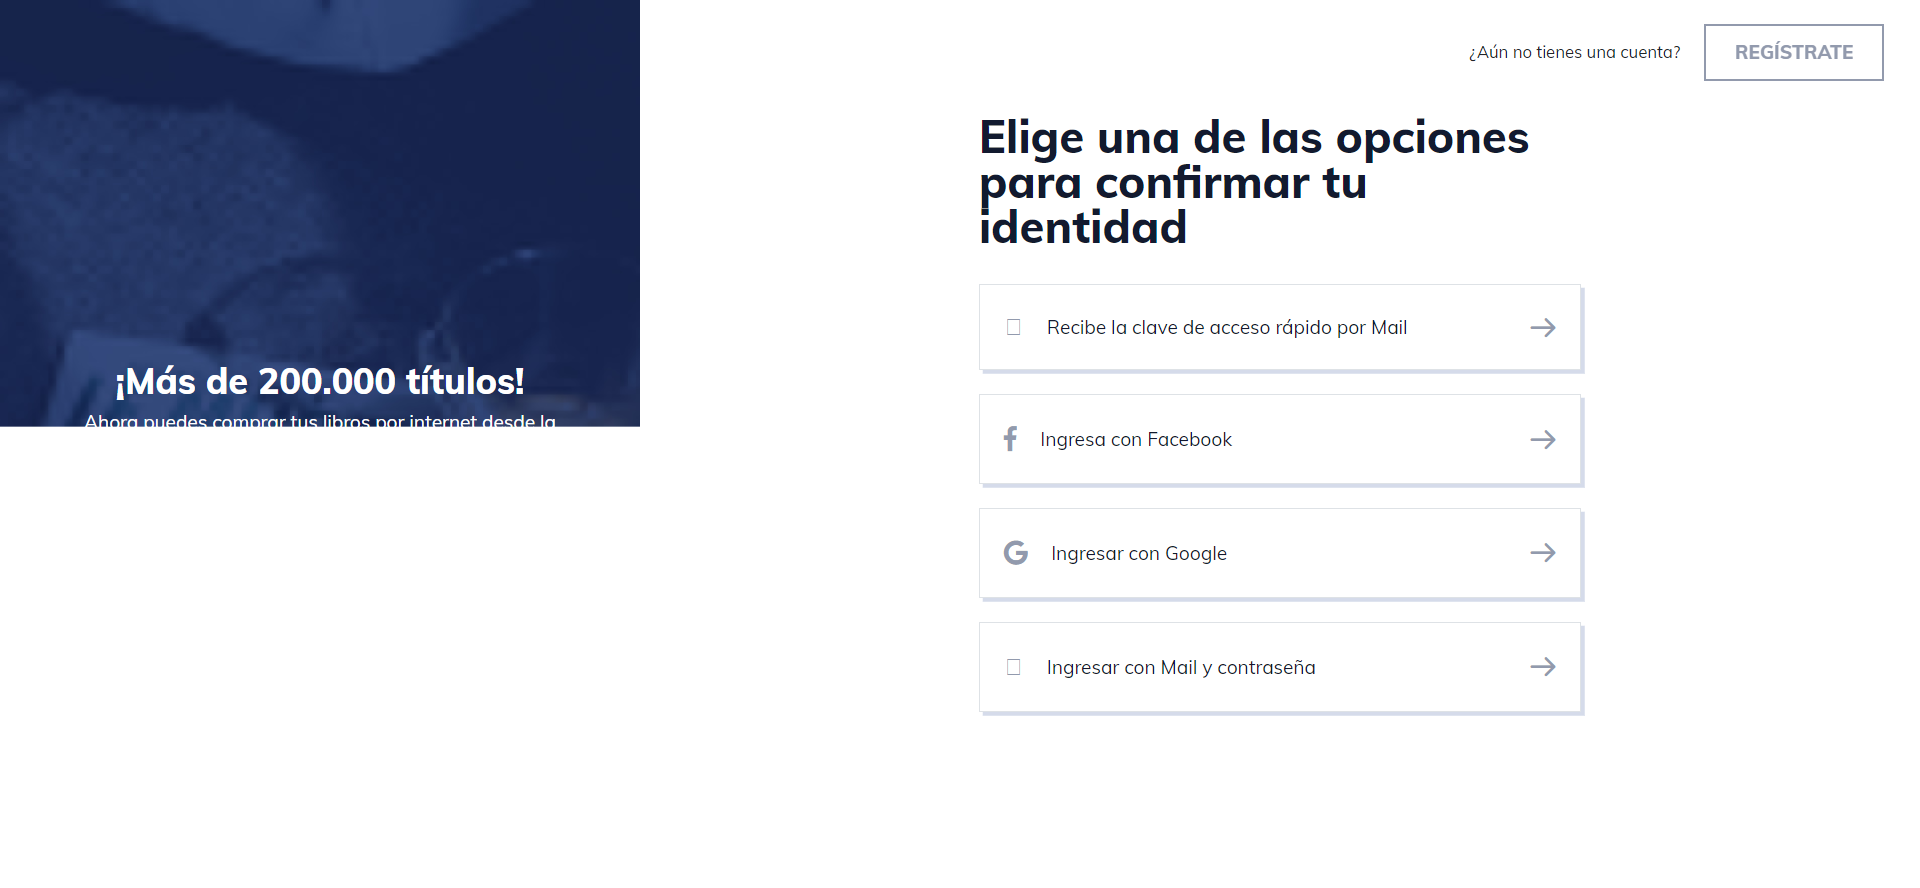 ¿Aún no tienes una cuenta?
REGÍSTRATE
Elige una de las opciones
para confirmar tu
identidad
Recibe la clave de acceso rápido por Mail
Ingresa con Facebook
Ingresar con Google
Ingresar con Mail y contraseña
¡Más de 200.000 títulos!
Ahora puedes comprar tus libros por internet desde la